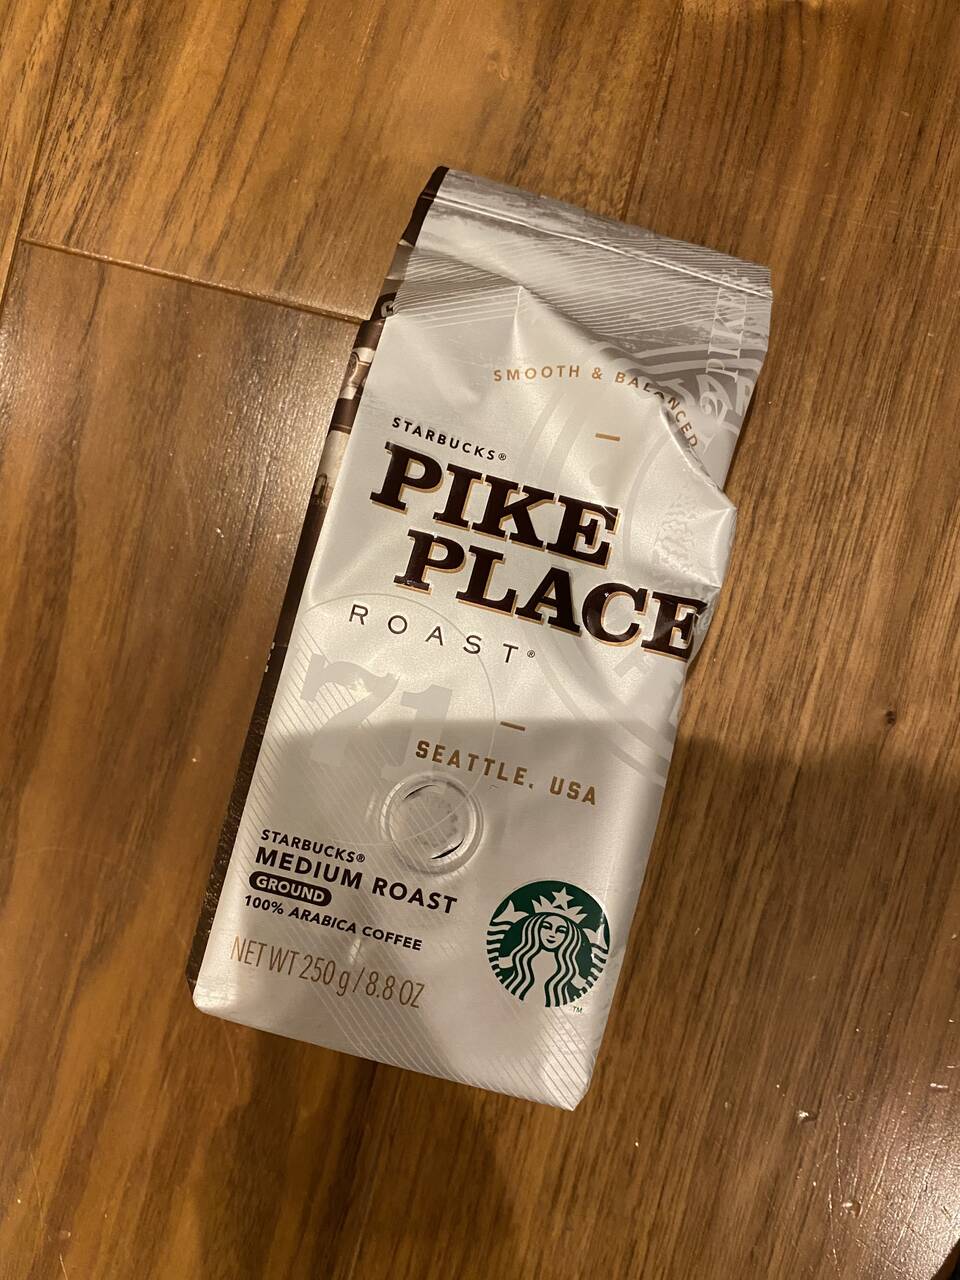 SMOOTH & BALANCED
STARBUCKS®
PIKE
PLACE
ROAST®
71
SEATTLE, USA
STARBUCKS®
MEDIUM ROAST
GROUND
100% ARABICA COFFEE
NET WT 250 g / 8.8 OZ
TM